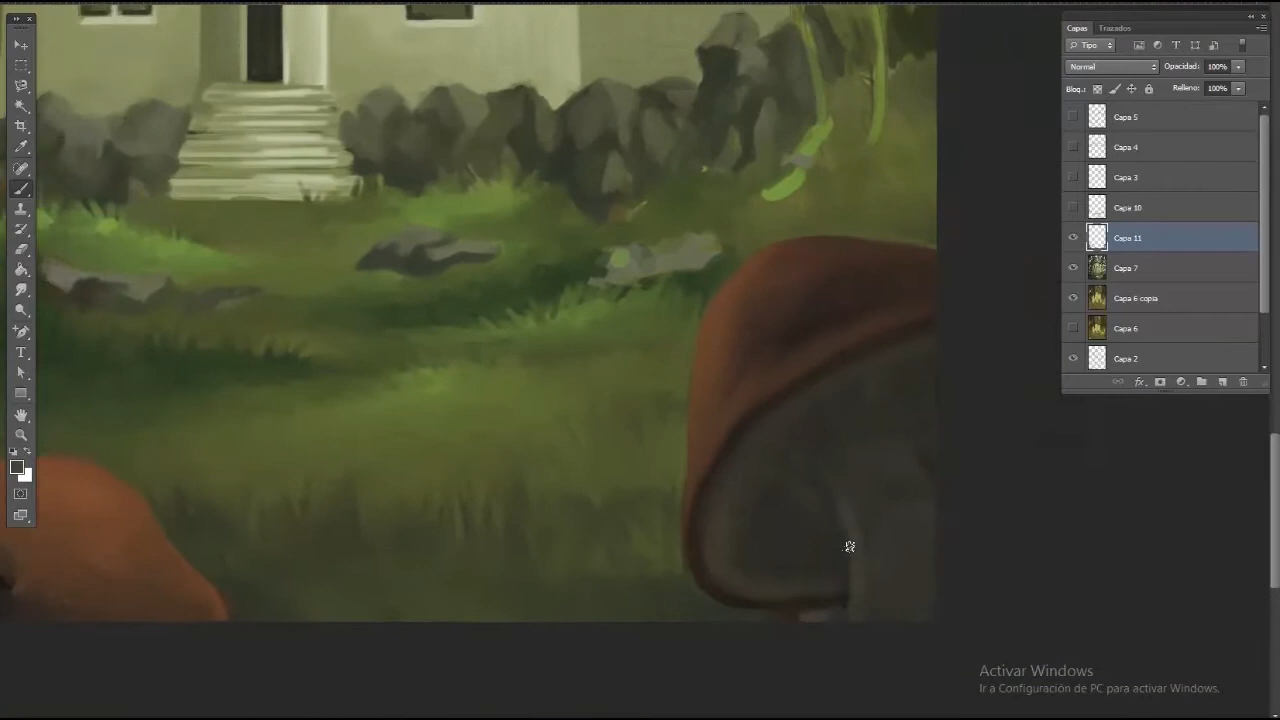 Capas Trazados
Tipo
Normal Opacidad: 100%
Bloq.: Relleno: 100%
Capa 5
Capa 4
Capa 3
Capa 10
Capa 11
Capa 7
Capa 6 copia
Capa 6
Capa 2
Activar Windows
Ir a Configuración de PC para activar Windows.